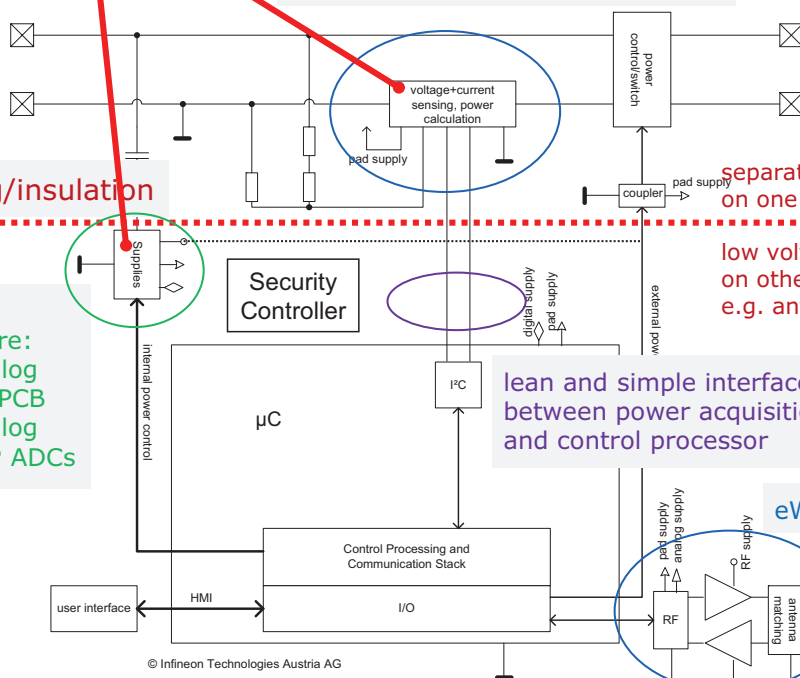 power
control/switch
voltage+current
sensing, power
calculation
pad supply
g/insulation
coupler
pad supply
separat
on one
low vol
on othe
e.g. an
Supplies
Security
Controller
digital supply
pad supply
internal power control
external pow
re:
log
PCB
log
ADCs
I²C
lean and simple interface
between power acquisiti
and control processor
µC
eW
pad supply
analog supply
RF supply
Control Processing and
Communication Stack
user interface
HMI
I/O
RF
antenna
matching
© Infineon Technologies Austria AG